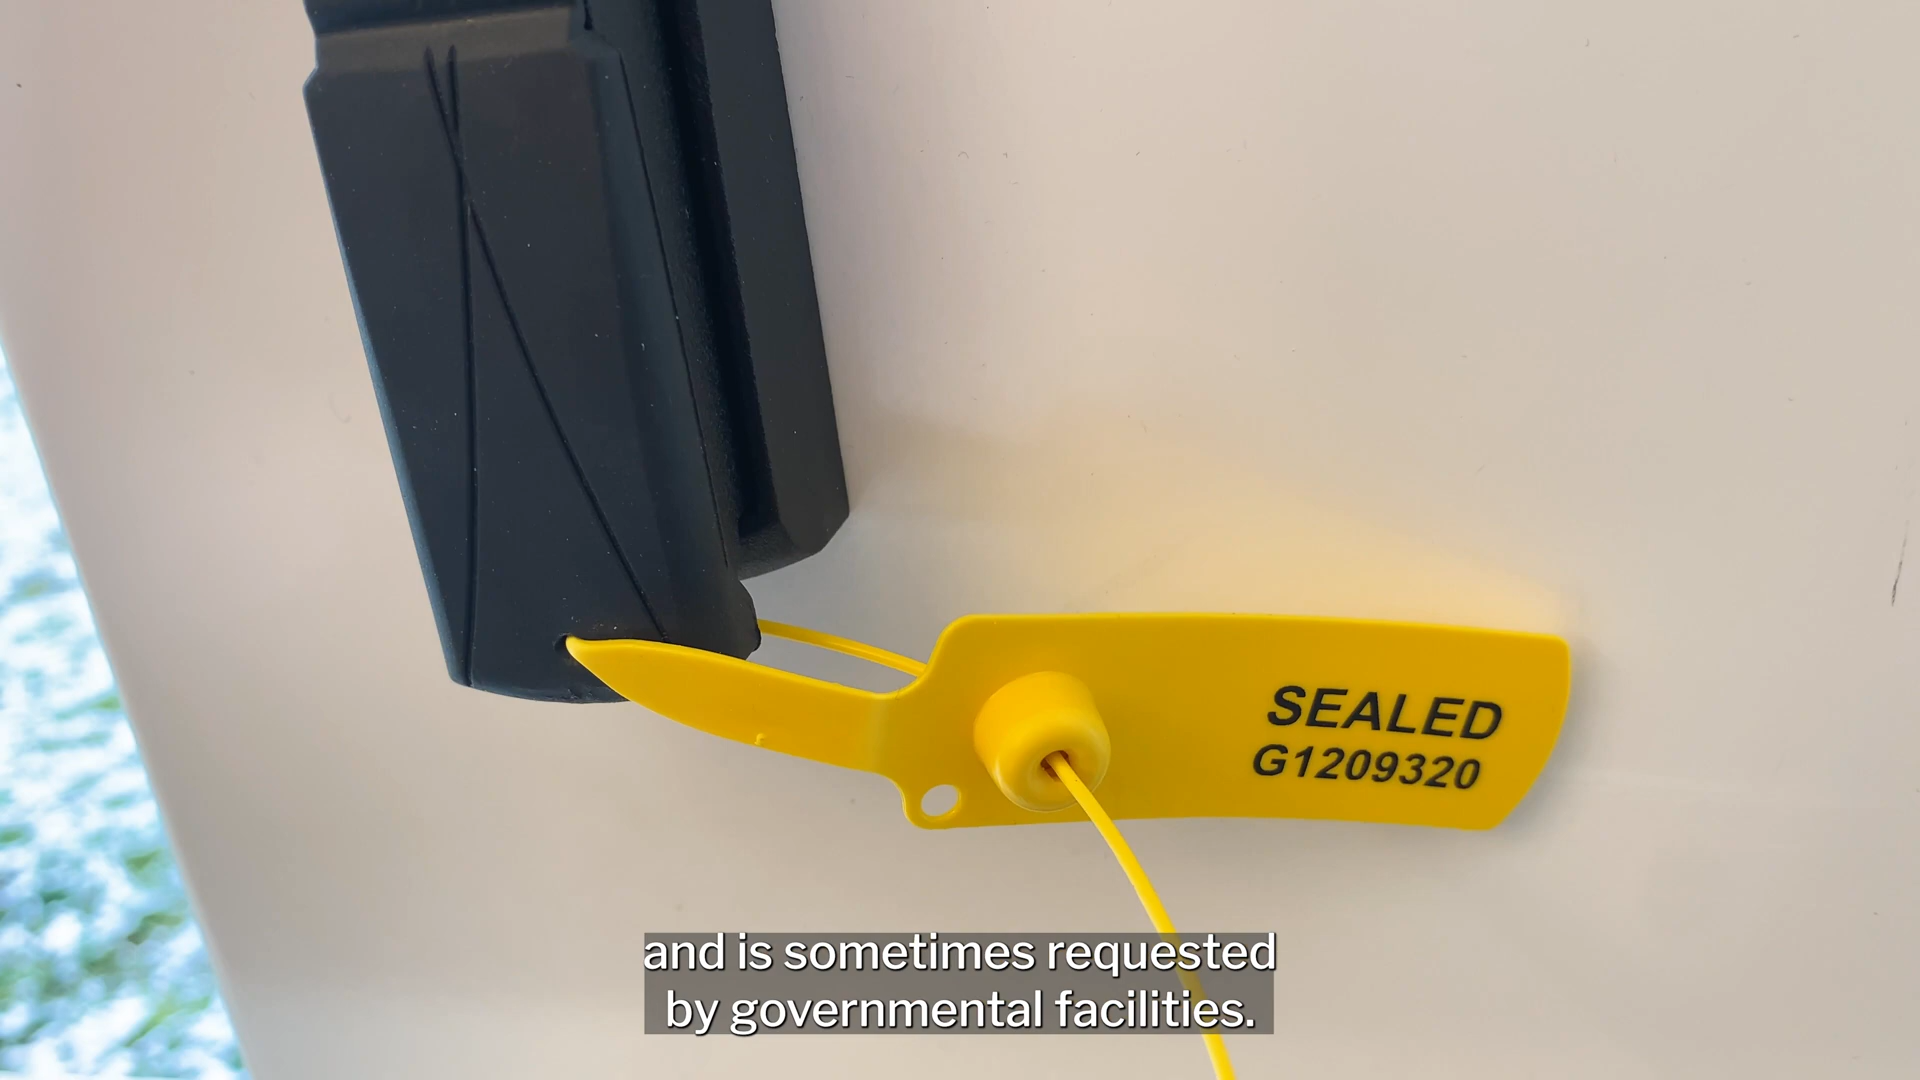 SEALED
G1209320
and is sometimes requested
by governmental facilities.